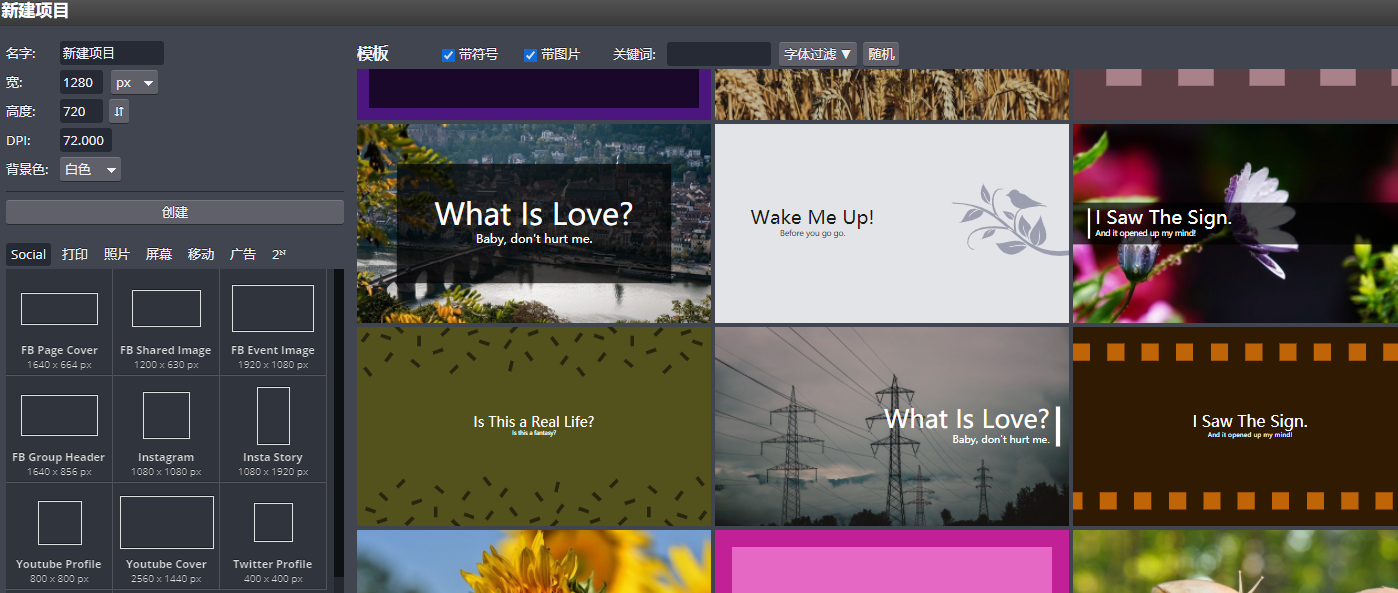 新建项目
名字: 新建项目
宽: 1280 px
高度: 720
DPI: 72.000
背景色: 白色
创建
Social 打印 照片 屏幕 移动 广告 2ᴺ
FB Page Cover
1640 x 664 px
FB Shared Image
1200 x 630 px
FB Event Image
1920 x 1080 px
FB Group Header
1640 x 856 px
Instagram
1080 x 1080 px
Insta Story
1080 x 1920 px
Youtube Profile
800 x 800 px
Youtube Cover
2560 x 1440 px
Twitter Profile
400 x 400 px
模板 带符号 带图片 关键词: 字体过滤 ▼ 随机
What Is Love?
Baby, don't hurt me.
Wake Me Up!
Before you go go.
I Saw The Sign.
And it opened up my mind!
Is This a Real Life?
Is this a fantasy?
What Is Love?
Baby, don't hurt me.
I Saw The Sign.
And it opened up my mind!